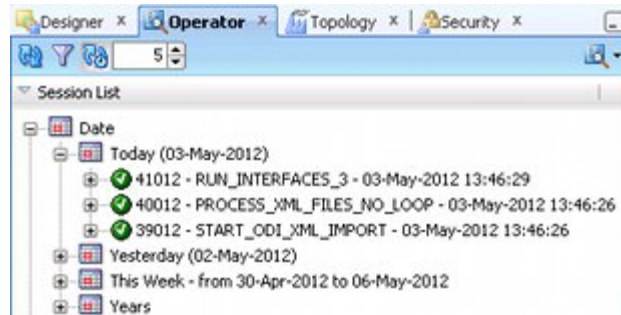 Designer Operator Topology Security
5
Session List
Date
Today (03-May-2012)
41012 - RUN_INTERFACES_3 - 03-May-2012 13:46:29
40012 - PROCESS_XML_FILES_NO_LOOP - 03-May-2012 13:46:26
39012 - START_ODI_XML_IMPORT - 03-May-2012 13:46:26
Yesterday (02-May-2012)
This Week - from 30-Apr-2012 to 06-May-2012
Years